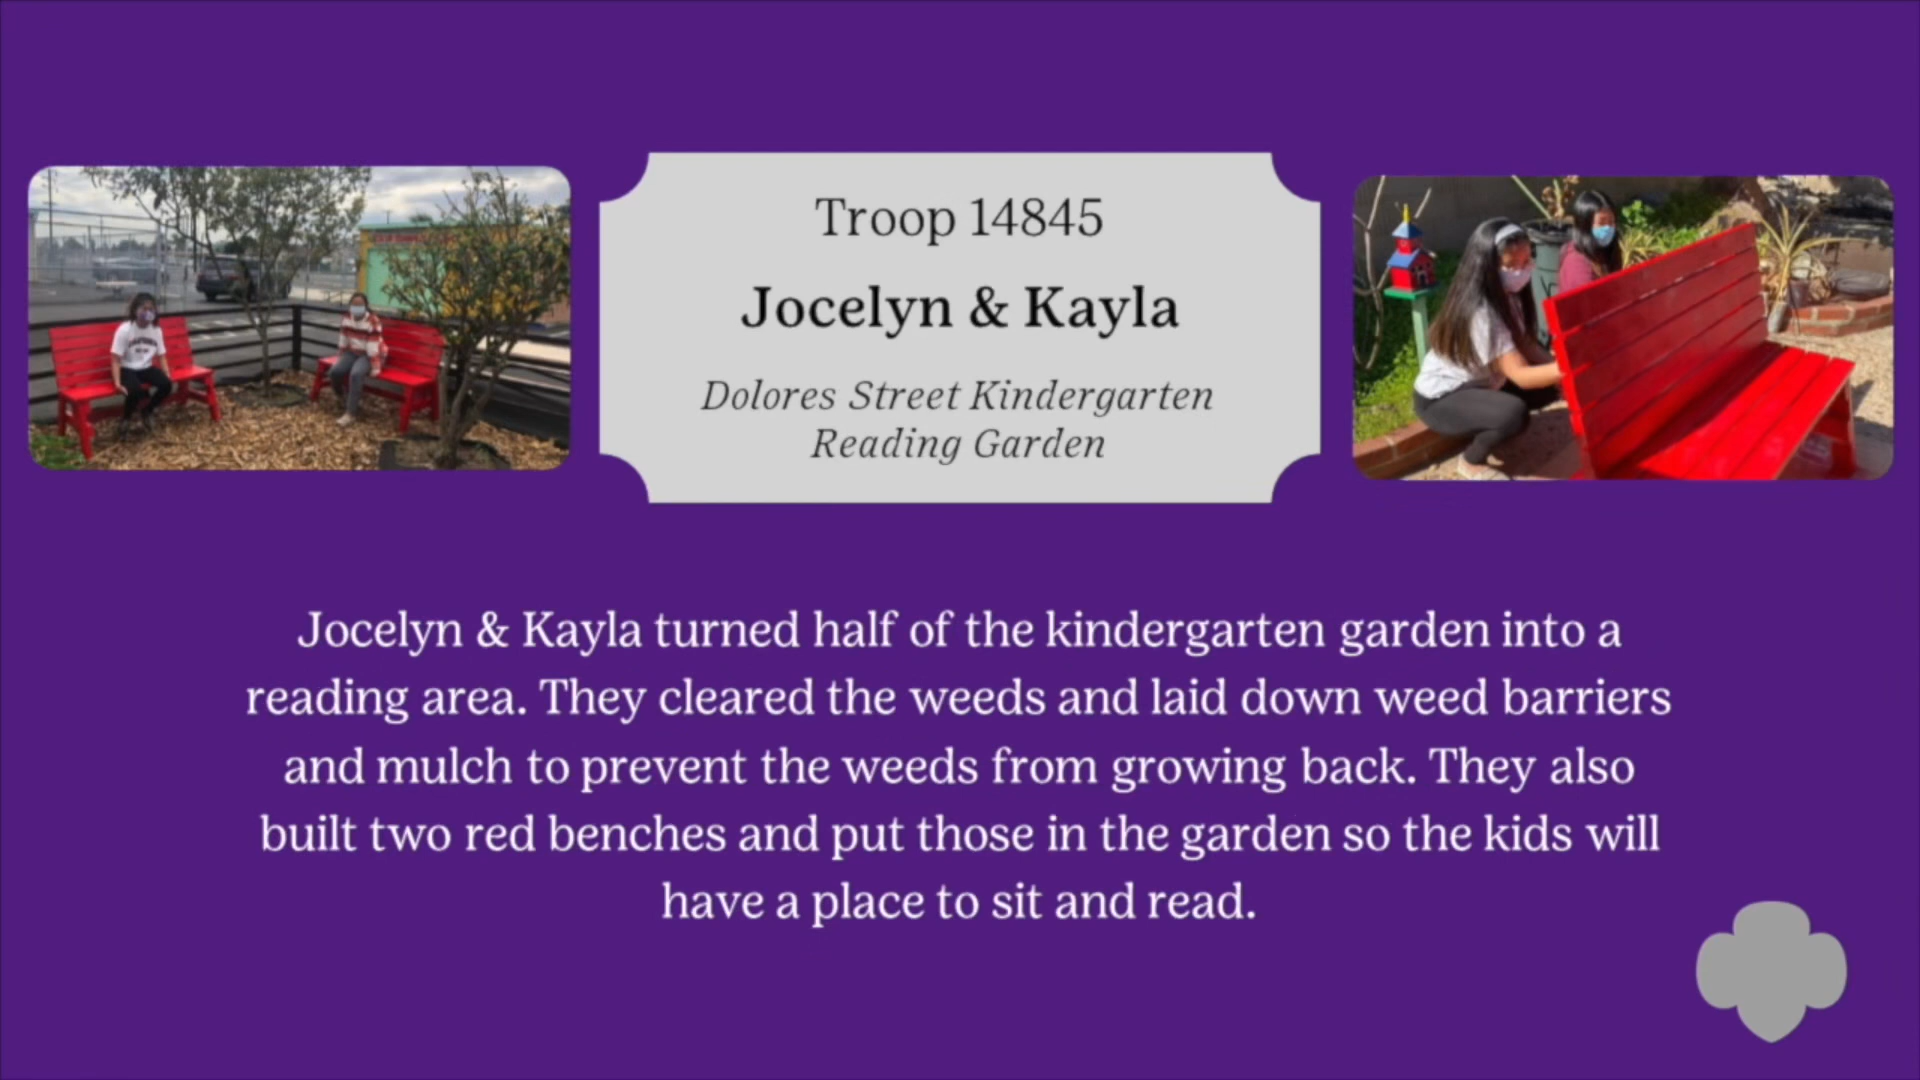 Troop 14845
Jocelyn & Kayla
Dolores Street Kindergarten
Reading Garden
Jocelyn & Kayla turned half of the kindergarten garden into a
reading area. They cleared the weeds and laid down weed barriers
and mulch to prevent the weeds from growing back. They also
built two red benches and put those in the garden so the kids will
have a place to sit and read.